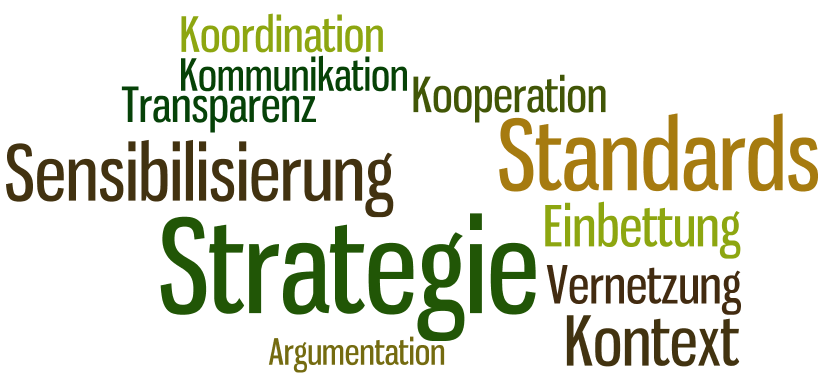 Koordination
Kommunikation
Kooperation
Transparenz
Standards
Sensibilisierung
Einbettung
Strategie
Vernetzung
Kontext
Argumentation